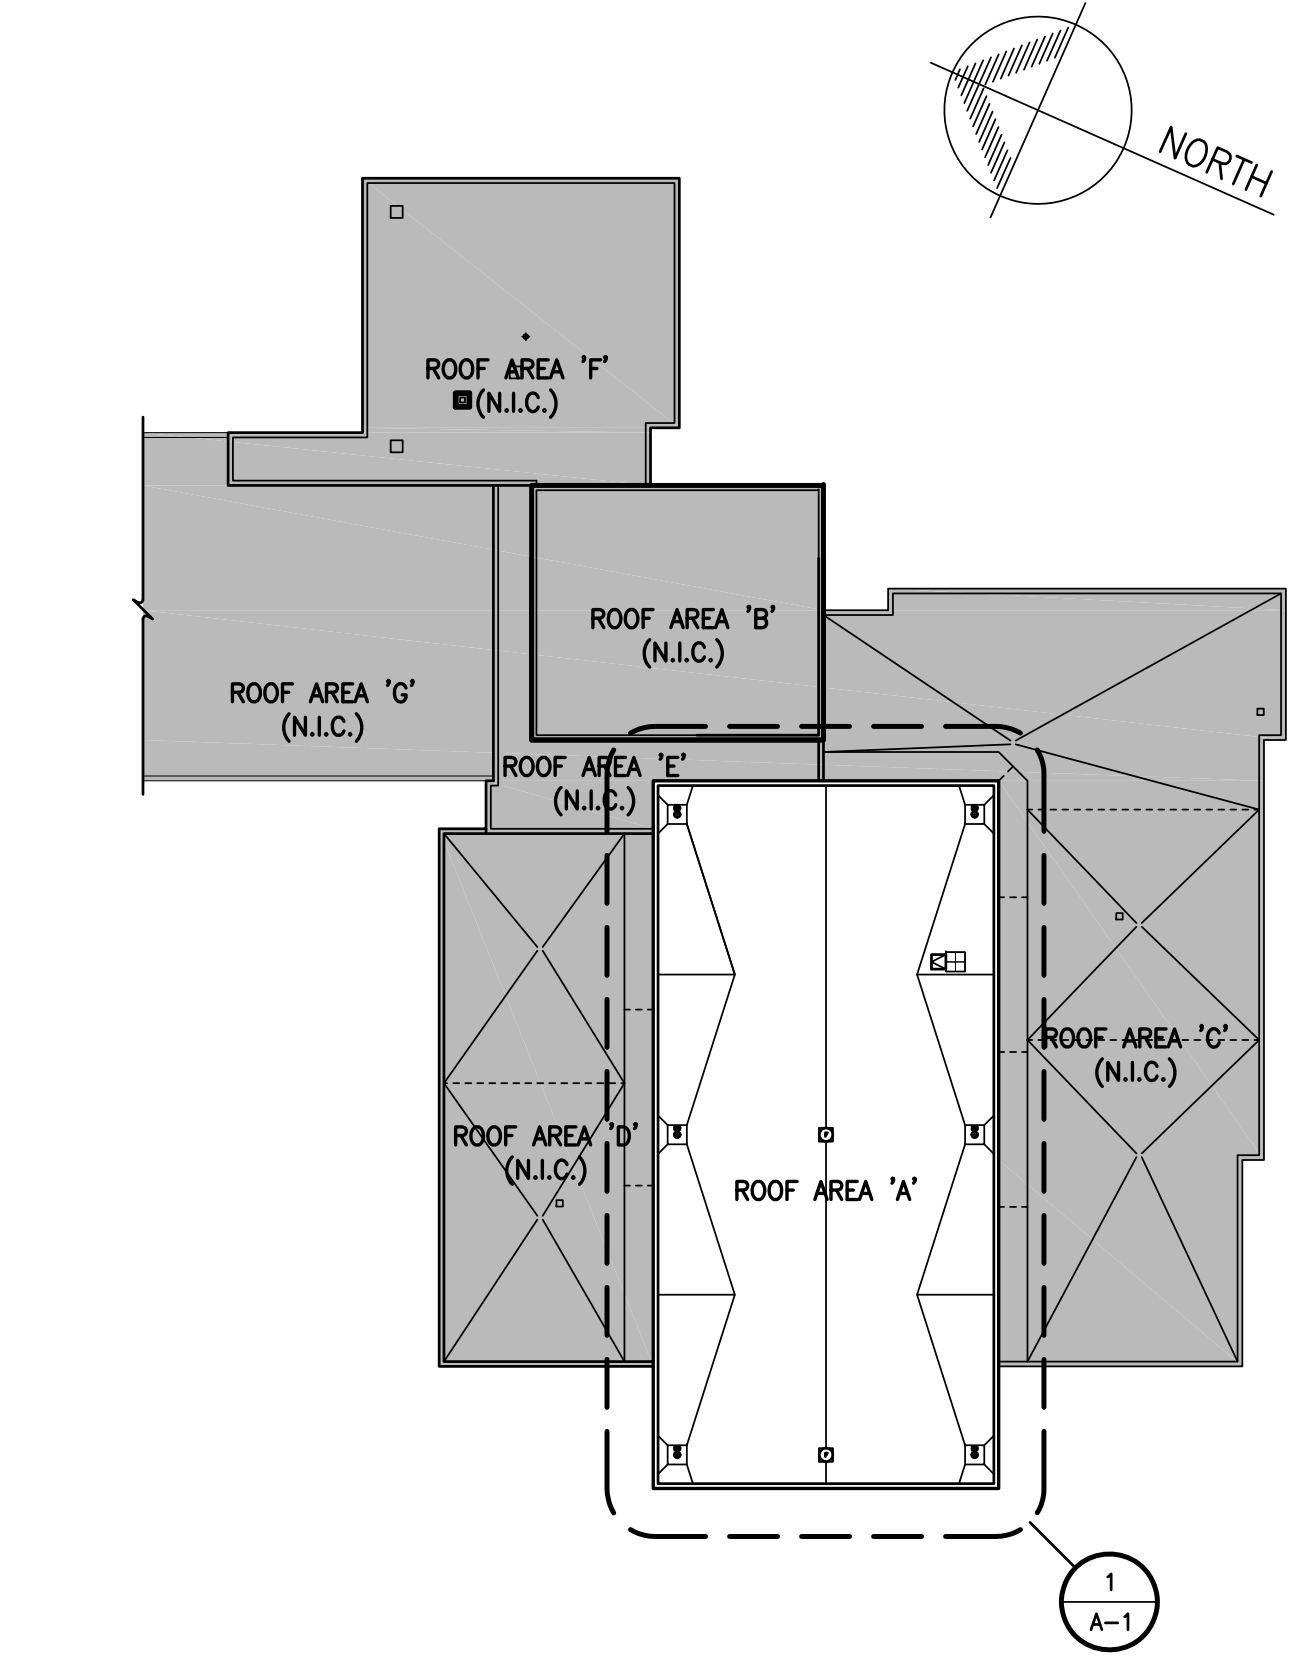 NORTH
ROOF AREA 'F'
(N.I.C.)
ROOF AREA 'B'
(N.I.C.)
ROOF AREA 'G'
(N.I.C.)
ROOF AREA 'E'
(N.I.C.)
ROOF AREA 'C'
(N.I.C.)
ROOF AREA 'D'
(N.I.C.)
ROOF AREA 'A'
1
A-1